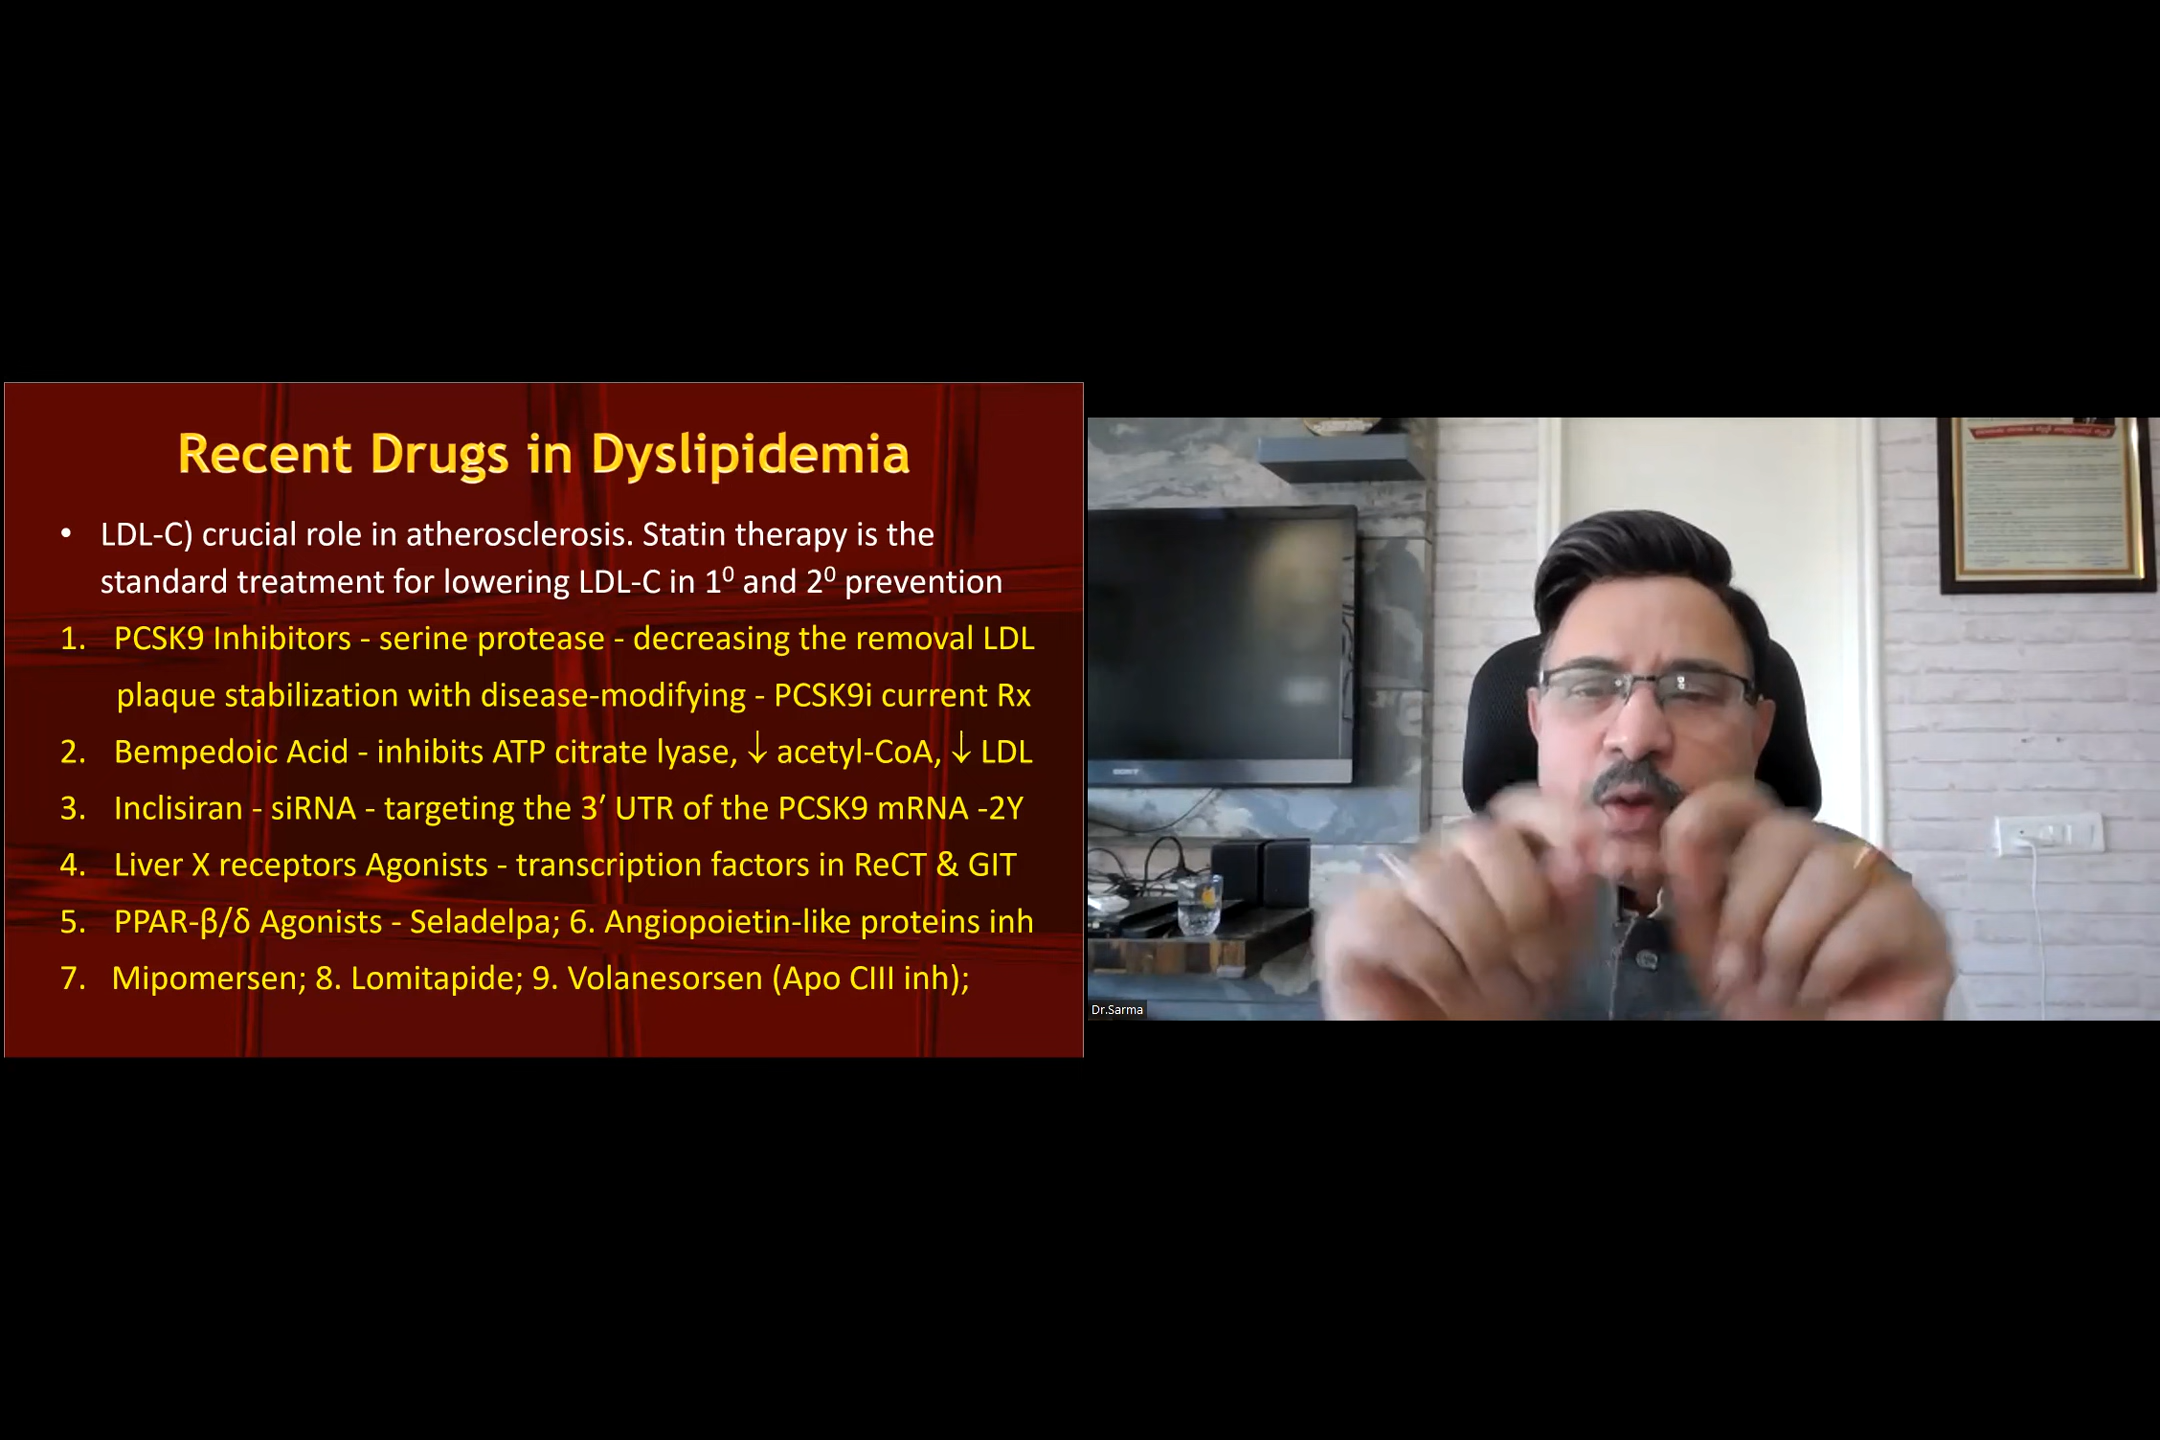 Recent Drugs in Dyslipidemia
• LDL-C) crucial role in atherosclerosis. Statin therapy is the
standard treatment for lowering LDL-C in 1⁰ and 2⁰ prevention
1. PCSK9 Inhibitors - serine protease - decreasing the removal LDL
plaque stabilization with disease-modifying - PCSK9i current Rx
2. Bempedoic Acid - inhibits ATP citrate lyase, ↓ acetyl-CoA, ↓ LDL
3. Inclisiran - siRNA - targeting the 3′ UTR of the PCSK9 mRNA -2Y
4. Liver X receptors Agonists - transcription factors in ReCT & GIT
5. PPAR-β/δ Agonists - Seladelpa; 6. Angiopoietin-like proteins inh
7. Mipomersen; 8. Lomitapide; 9. Volanesorsen (Apo CIII inh);
SONY
Dr.Sarma